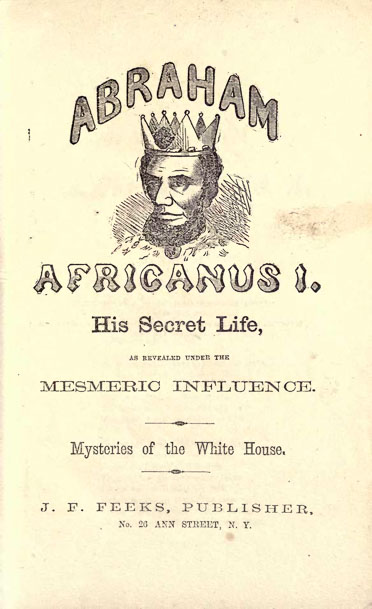 ABRAHAM
AFRICANUS I.
His Secret Life,
AS REVEALED UNDER THE
MESMERIC INFLUENCE.
Mysteries of the White House.
J. F. FEEKS, PUBLISHER,
No. 26 ANN STREET, N. Y.